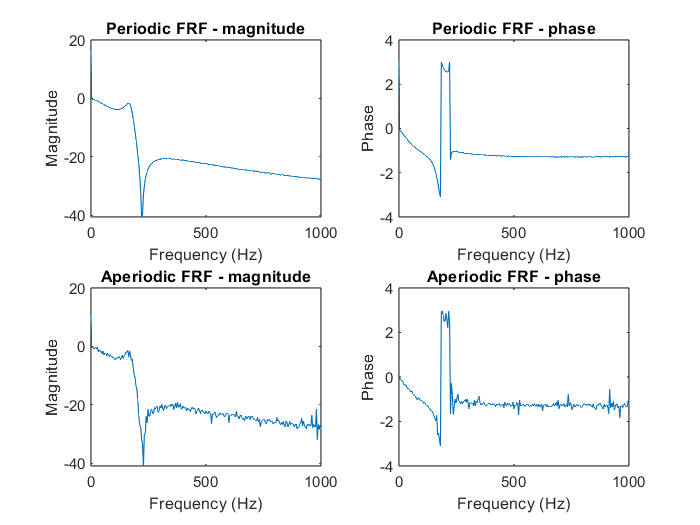 Periodic FRF - magnitude
20
0
-20
-40
Magnitude
0
500
1000
Frequency (Hz)
Periodic FRF - phase
4
2
0
-2
-4
Phase
0
500
1000
Frequency (Hz)
Aperiodic FRF - magnitude
20
0
-20
-40
Magnitude
0
500
1000
Frequency (Hz)
Aperiodic FRF - phase
4
2
0
-2
-4
Phase
0
500
1000
Frequency (Hz)